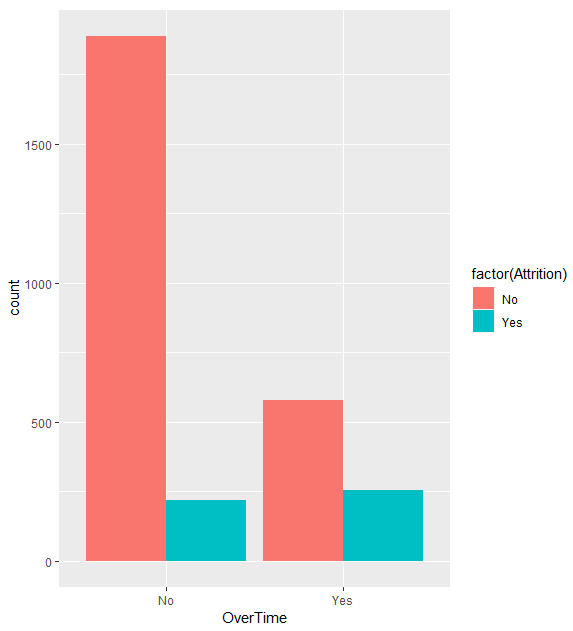 1500
1000
500
0
count
No
Yes
OverTime
factor(Attrition)
No
Yes